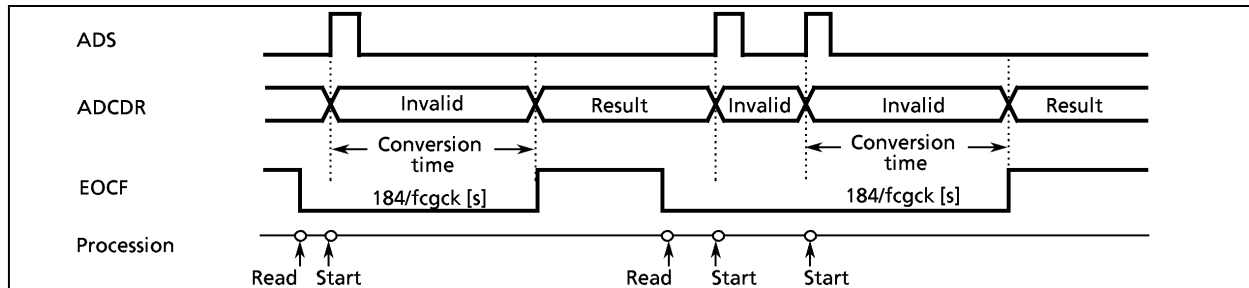 ADS
ADCDR
Invalid
Result
Invalid
Invalid
Result
Conversion
time
Conversion
time
EOCF
184/fcgck [s]
184/fcgck [s]
Procession
Read
Start
Read
Start
Start